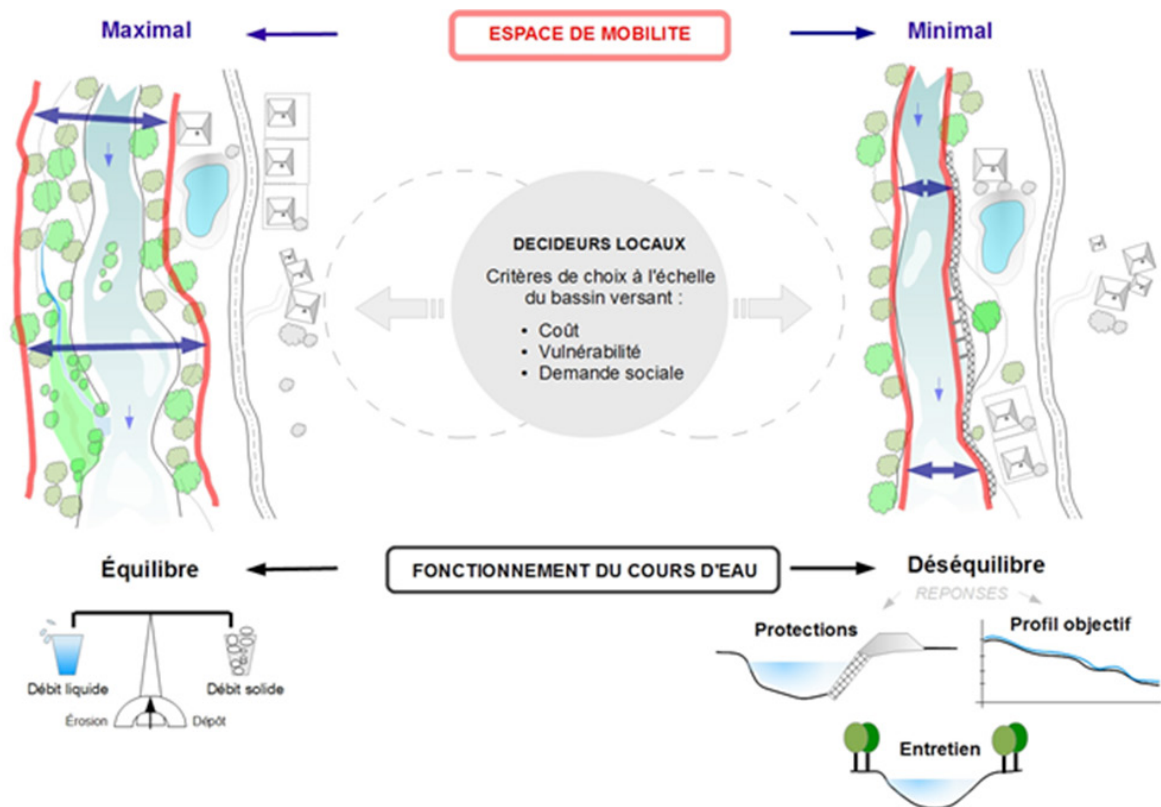 Maximal
ESPACE DE MOBILITE
Minimal
DECIDEURS LOCAUX
Critères de choix à l'échelle
du bassin versant :
• Coût
• Vulnérabilité
• Demande sociale
Équilibre
FONCTIONNEMENT DU COURS D'EAU
Déséquilibre
REPONSES
Protections
Profil objectif
Débit liquide
Débit solide
Érosion
Dépôt
Entretien